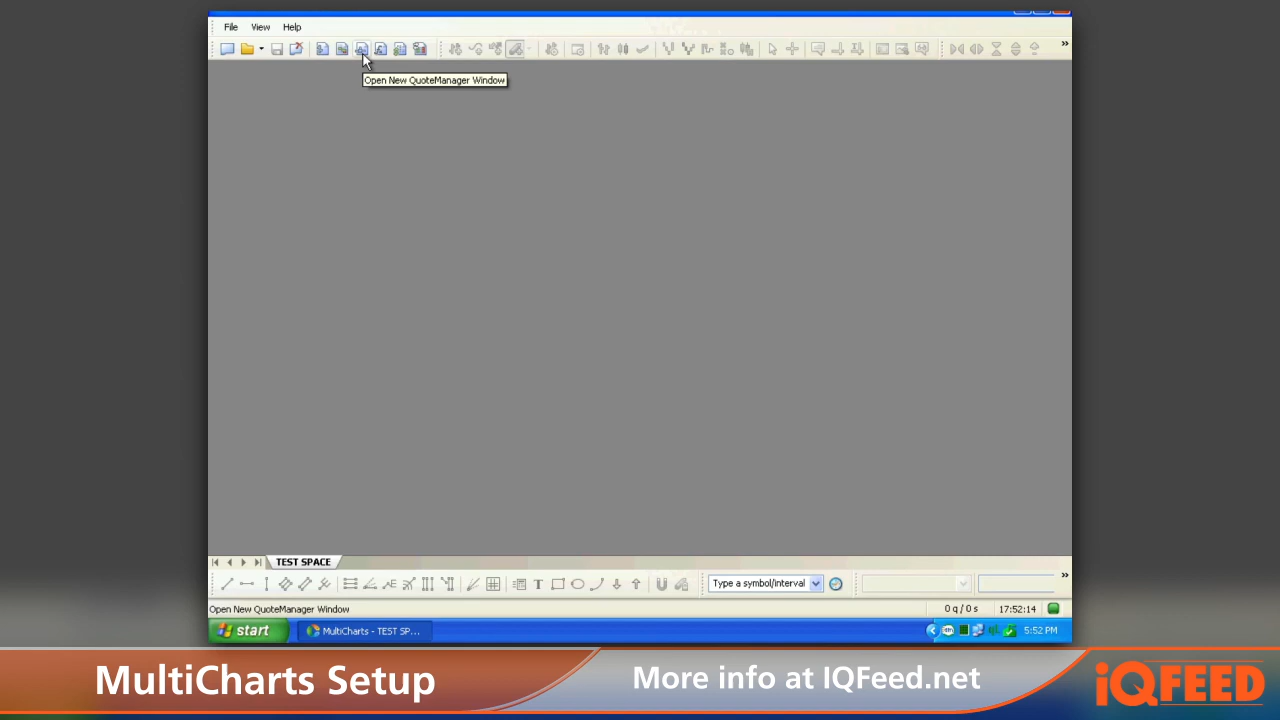 File View Help
»
Open New QuoteManager Window
TEST SPACE
T
Type a symbol/interval
»
Open New QuoteManager Window
0 q / 0 s
17:52:14
start
MultiCharts - TEST SP...
5:52 PM
MultiCharts Setup
More info at IQFeed.net
iQFEED